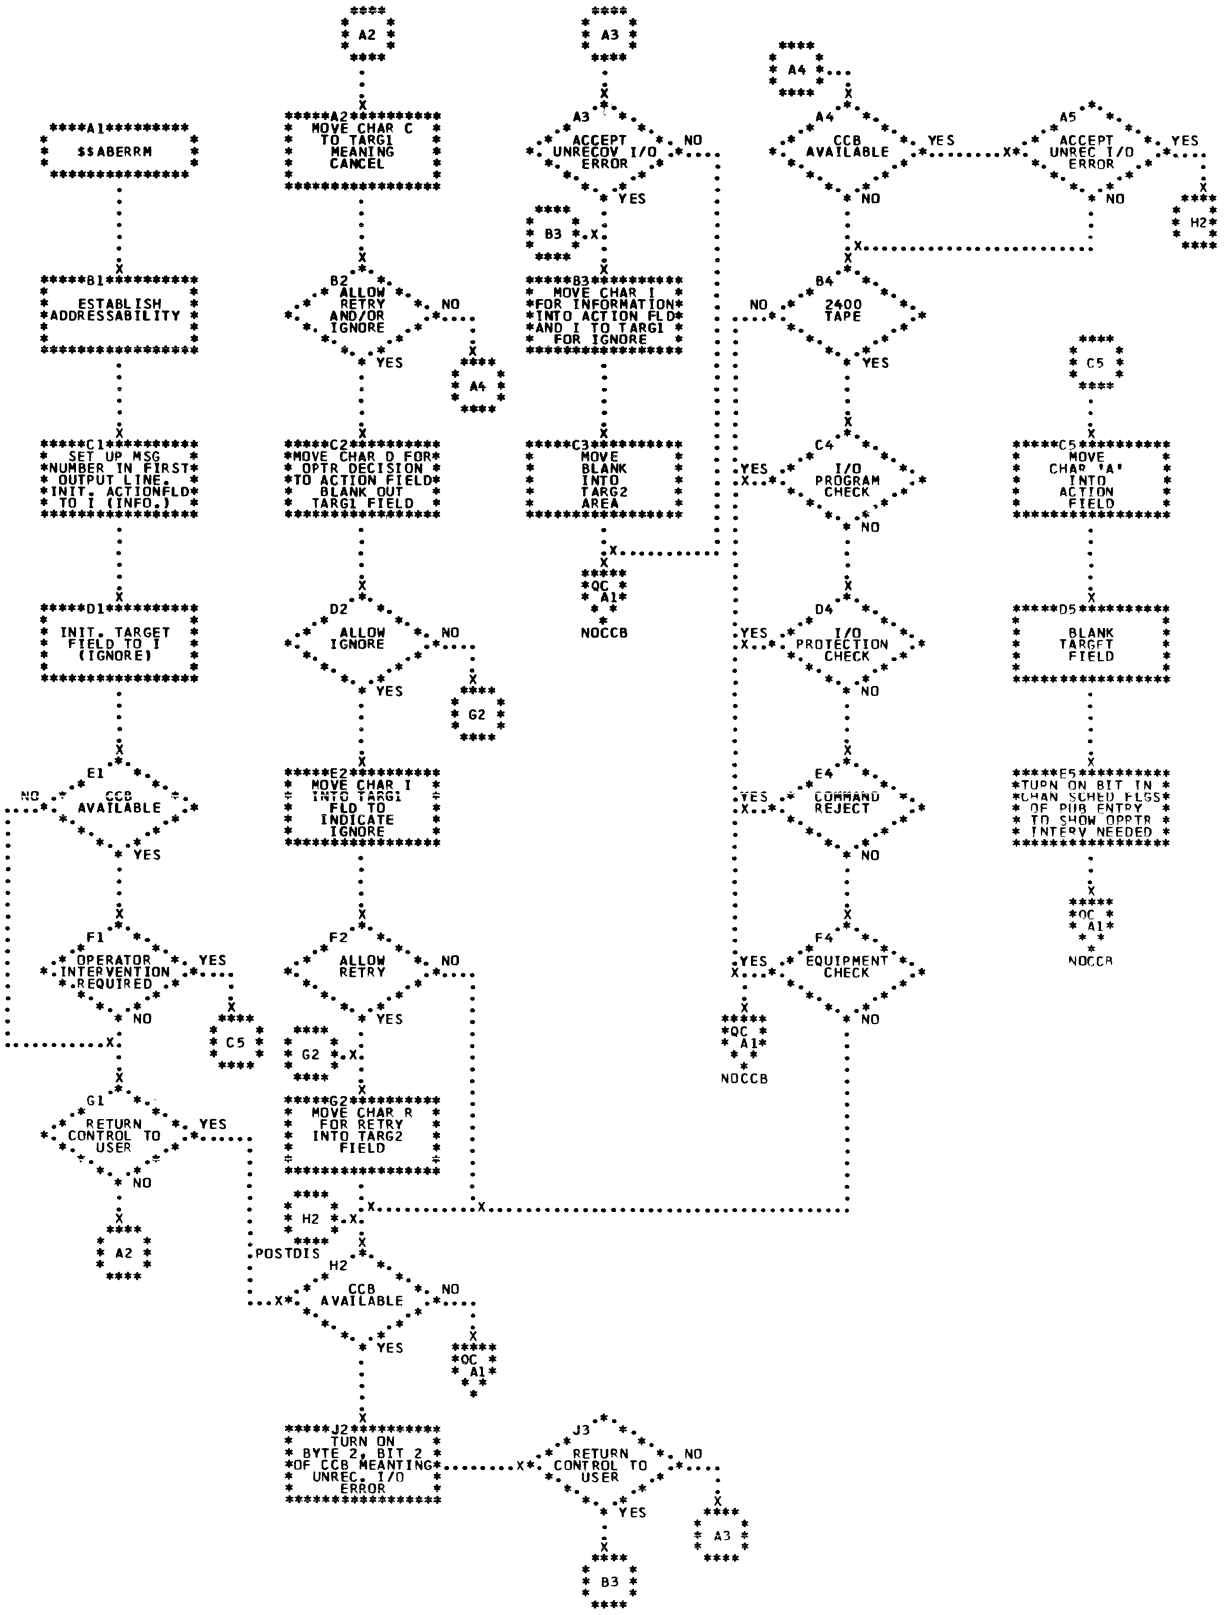 A2
A3
A4
A1
$$ABERRM
A2
MOVE CHAR C
TO TARG1
MEANING
CANCEL
A3
ACCEPT
UNRECOV I/O
ERROR
NO
YES
A4
CCB
AVAILABLE
YES
NO
A5
ACCEPT
UNREC I/O
ERROR
YES
NO
H2
B3
B1
ESTABLISH
ADDRESSABILITY
B2
ALLOW
RETRY
AND/OR
IGNORE
NO
YES
A4
B3
MOVE CHAR I
FOR INFORMATION
INTO ACTION FLD
AND I TO TARG1
FOR IGNORE
B4
2400
TAPE
NO
YES
C5
C1
SET UP MSG
NUMBER IN FIRST
OUTPUT LINE.
INIT. ACTIONFLD
TO I (INFO.)
C2
MOVE CHAR D FOR
OPTR DECISION
TO ACTION FIELD
BLANK OUT
TARG1 FIELD
C3
MOVE
BLANK
INTO
TARG2
AREA
C4
I/O
PROGRAM
CHECK
YES
NO
C5
MOVE
CHAR 'A'
INTO
ACTION
FIELD
QC
A1
NOCCB
D1
INIT. TARGET
FIELD TO I
(IGNORE)
D2
ALLOW
IGNORE
NO
YES
G2
D4
I/O
PROTECTION
CHECK
YES
NO
D5
BLANK
TARGET
FIELD
E1
CCB
AVAILABLE
NO
YES
E2
MOVE CHAR I
INTO TARG1
FLD TO
INDICATE
IGNORE
E4
COMMAND
REJECT
YES
NO
E5
TURN ON BIT IN
CHAN SCHED FLGS
OF PUB ENTRY
TO SHOW OPPTR
INTERV NEEDED
QC
A1
NOCCB
F1
OPERATOR
INTERVENTION
REQUIRED
YES
NO
C5
F2
ALLOW
RETRY
NO
YES
F4
EQUIPMENT
CHECK
YES
NO
QC
A1
NOCCB
G2
G1
RETURN
CONTROL TO
USER
YES
NO
A2
G2
MOVE CHAR R
FOR RETRY
INTO TARG2
FIELD
H2
POSTDIS
H2
CCB
AVAILABLE
NO
YES
QC
A1
J2
TURN ON
BYTE 2, BIT 2
OF CCB MEANTING
UNREC. I/O
ERROR
J3
RETURN
CONTROL TO
USER
NO
YES
A3
B3